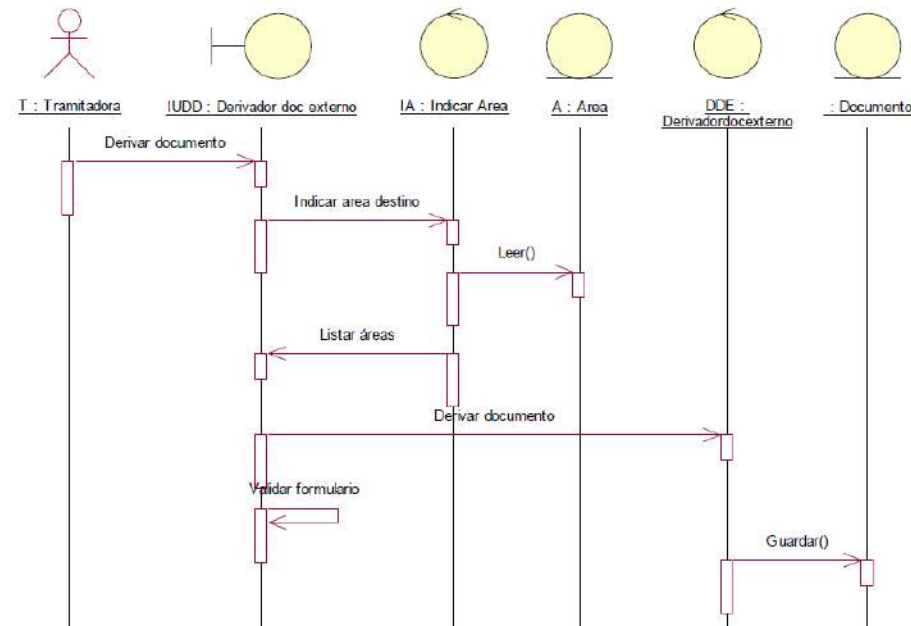 T : Tramitadora
IUDD : Derivador doc externo
IA : Indicar Area
A : Area
DDE :
Derivadordocexterno
: Documento
Derivar documento
Indicar area destino
Leer()
Listar áreas
Derivar documento
Validar formulario
Guardar()